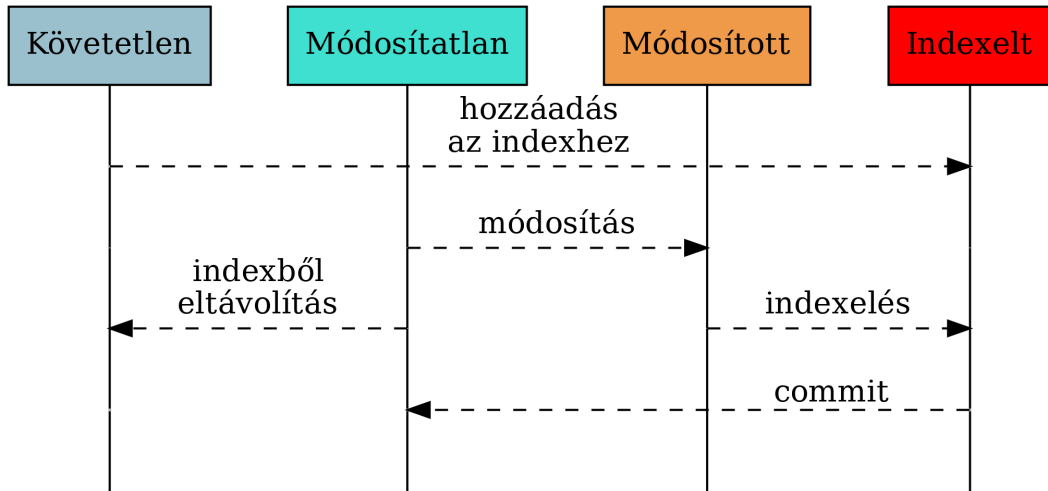 Követetlen
Módosítatlan
Módosított
Indexelt
hozzáadás
az indexhez
módosítás
indexből
eltávolítás
indexelés
commit